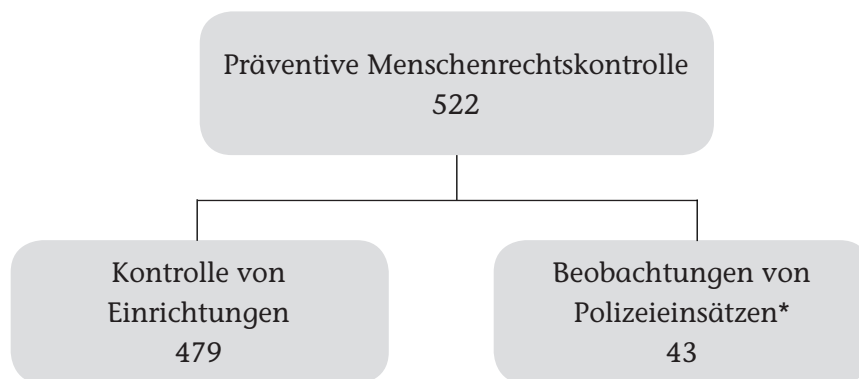 Präventive Menschenrechtskontrolle
522
Kontrolle von
Einrichtungen
479
Beobachtungen von
Polizeieinsätzen*
43